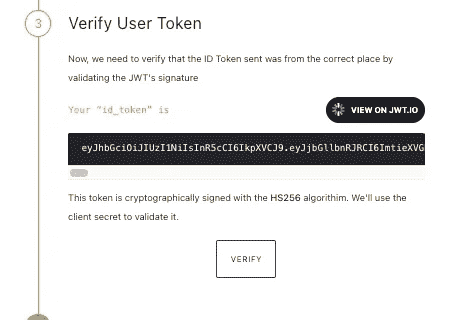 3
Verify User Token
Now, we need to verify that the ID Token sent was from the correct place by
validating the JWT's signature
Your "id_token" is
VIEW ON JWT.IO
eyJhbGciOiJIUzI1NiIsInR5cCI6IkpXVCJ9.eyJjbGllbnRJRCI6ImtieXVG
This token is cryptographically signed with the HS256 algorithim. We'll use the
client secret to validate it.
VERIFY